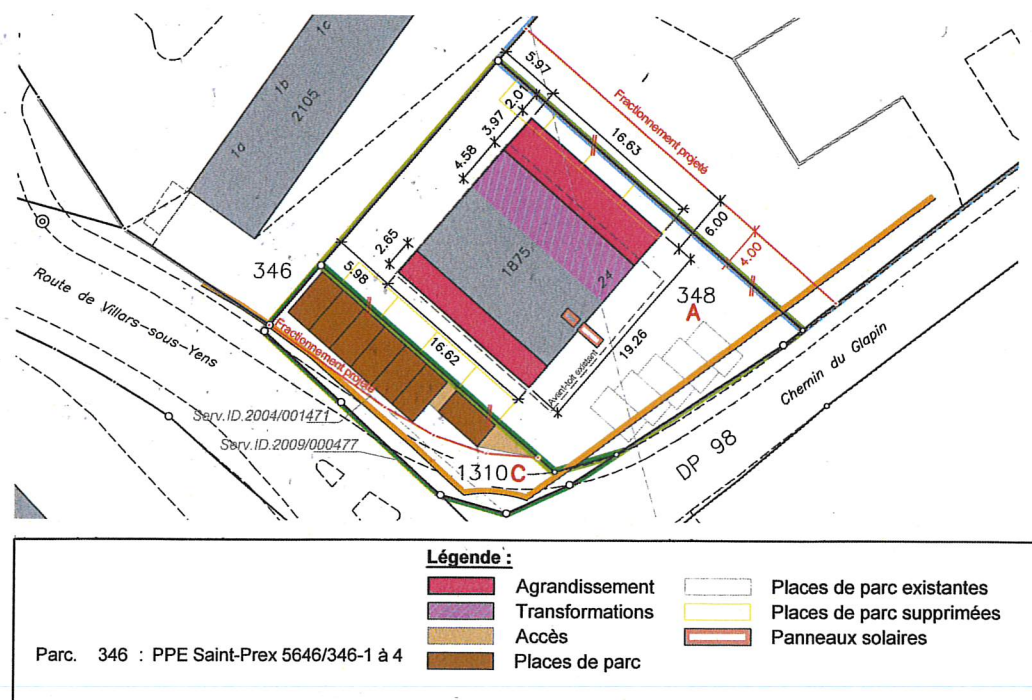 1c
1b
2105
1a
5.97
Fractionnement projeté
2.01
3.97
16.63
4.58
6.00
4.00
2.65
1875
24
346
5.98
348
A
Route de Villars-sous-Yens
16.62
19.26
Avant-toit existant
Chemin du Glapin
Fractionnement projeté
Serv.ID.2004/001471
Serv.ID.2009/000477
1310 C
DP 98
Légende :
Agrandissement
Places de parc existantes
Transformations
Places de parc supprimées
Accès
Panneaux solaires
Places de parc
Parc. 346 : PPE Saint-Prex 5646/346-1 à 4